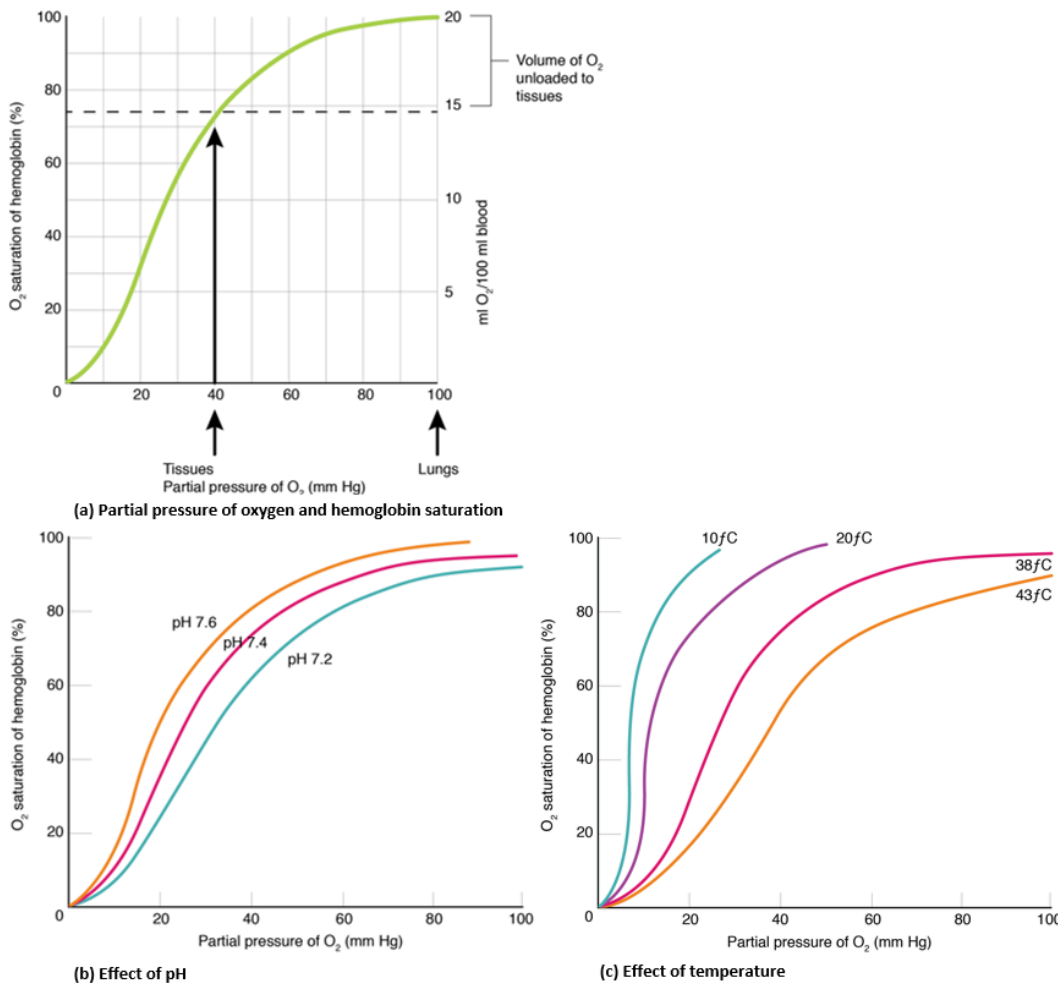 100
80
60
40
20
0
O₂ saturation of hemoglobin (%)
20
15
10
5
ml O₂/100 ml blood
Volume of O₂
unloaded to
tissues
20
40
60
80
100
Tissues
Lungs
Partial pressure of O₂ (mm Hg)
(a) Partial pressure of oxygen and hemoglobin saturation
100
80
60
40
20
0
O₂ saturation of hemoglobin (%)
pH 7.6
pH 7.4
pH 7.2
20
40
60
80
100
Partial pressure of O₂ (mm Hg)
(b) Effect of pH
100
80
60
40
20
0
O₂ saturation of hemoglobin (%)
10ƒC
20ƒC
38ƒC
43ƒC
20
40
60
80
100
Partial pressure of O₂ (mm Hg)
(c) Effect of temperature